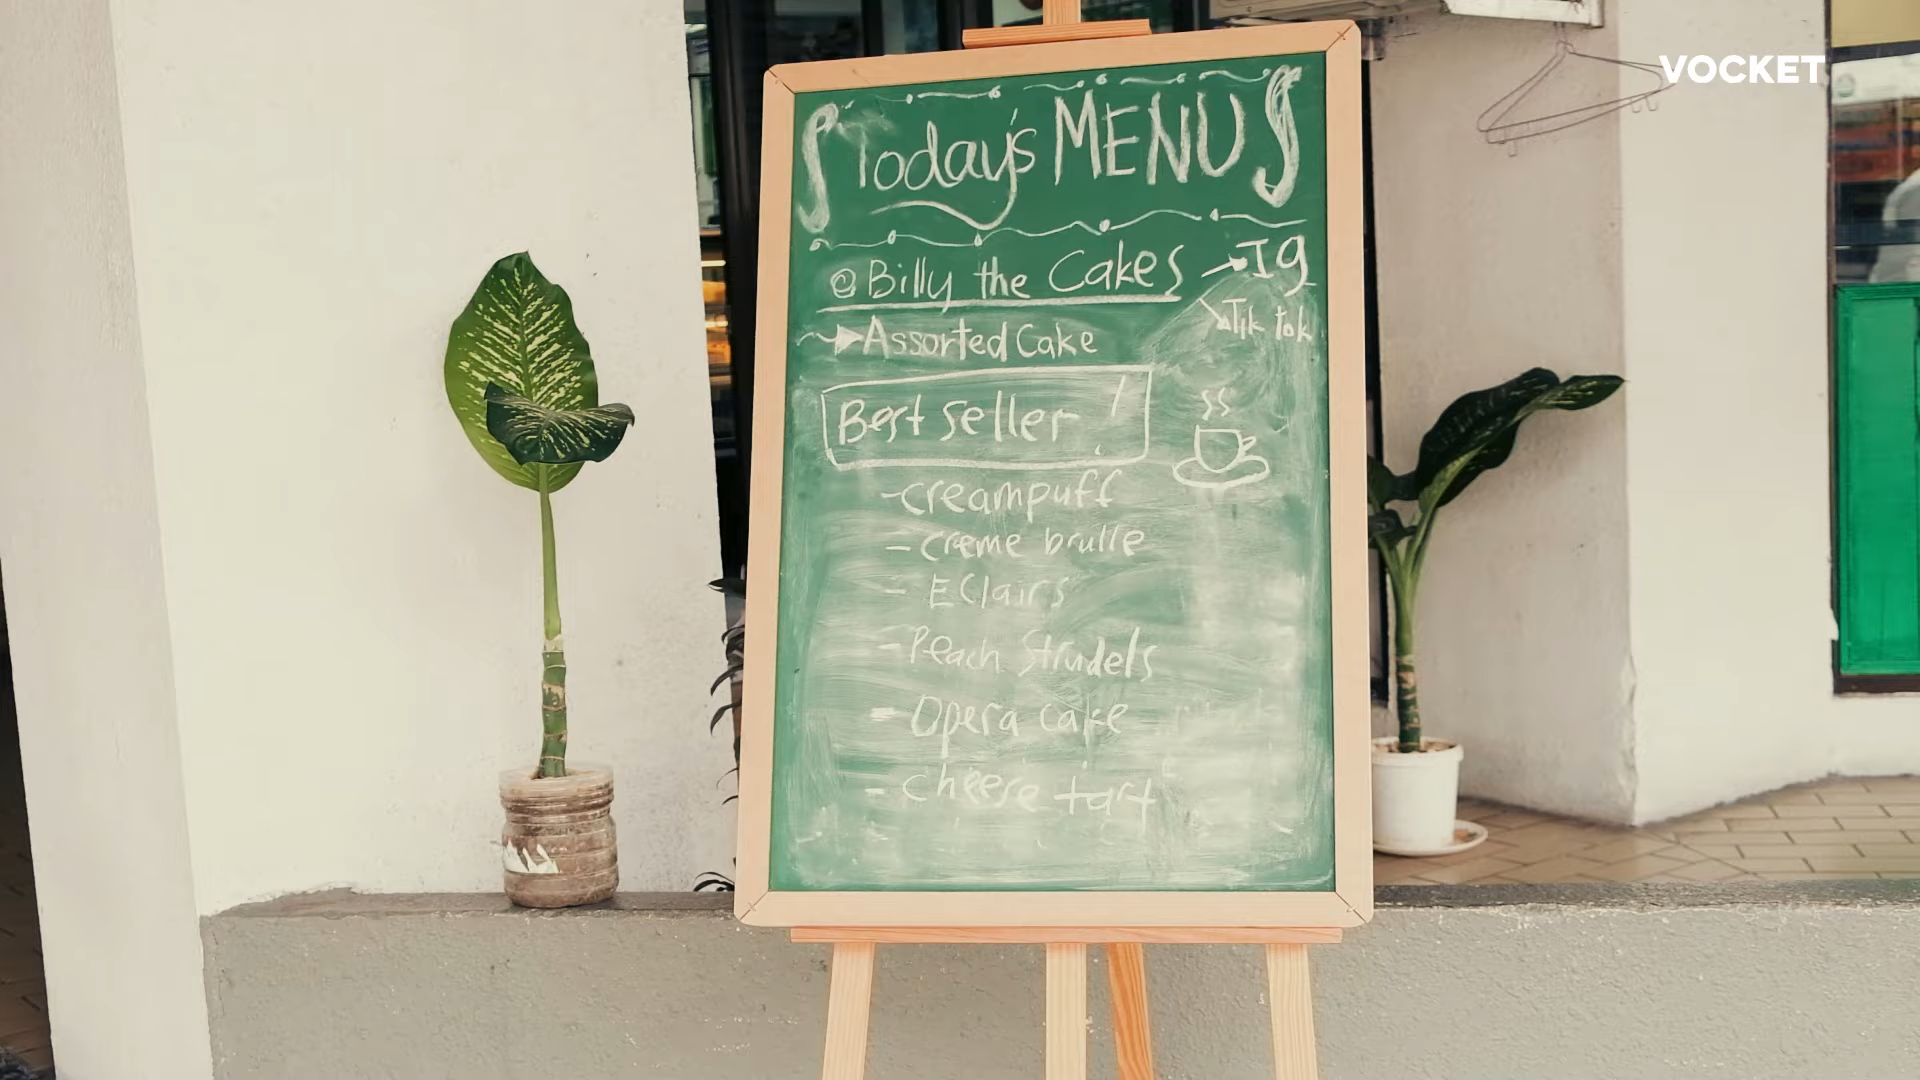 VOCKET
Today's MENU
@Billy the Cakes
IG
Tik tok
Assorted Cake
Best seller !
-creampuff
- creme brulle
- EClairs
- Peach Strudels
- Opera cake
- cheese tart